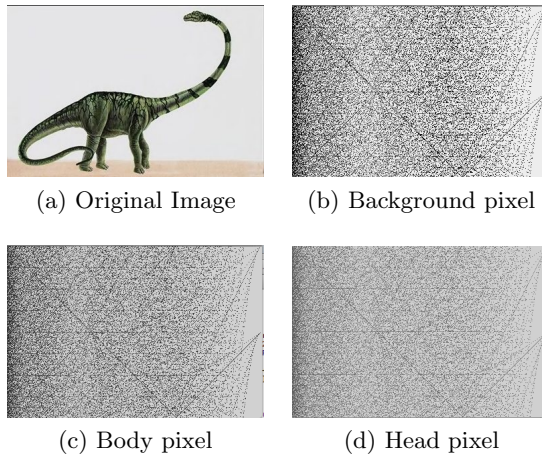 (a) Original Image
(b) Background pixel
(c) Body pixel
(d) Head pixel